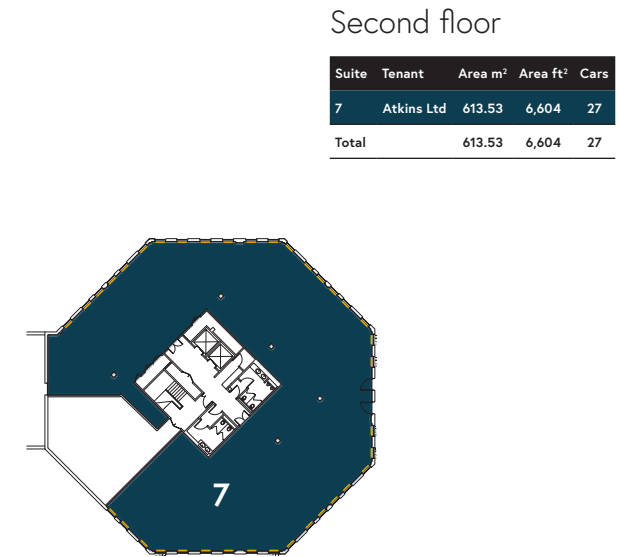 Second floor
Suite Tenant Area m² Area ft² Cars
7 Atkins Ltd 613.53 6,604 27
Total 613.53 6,604 27
7